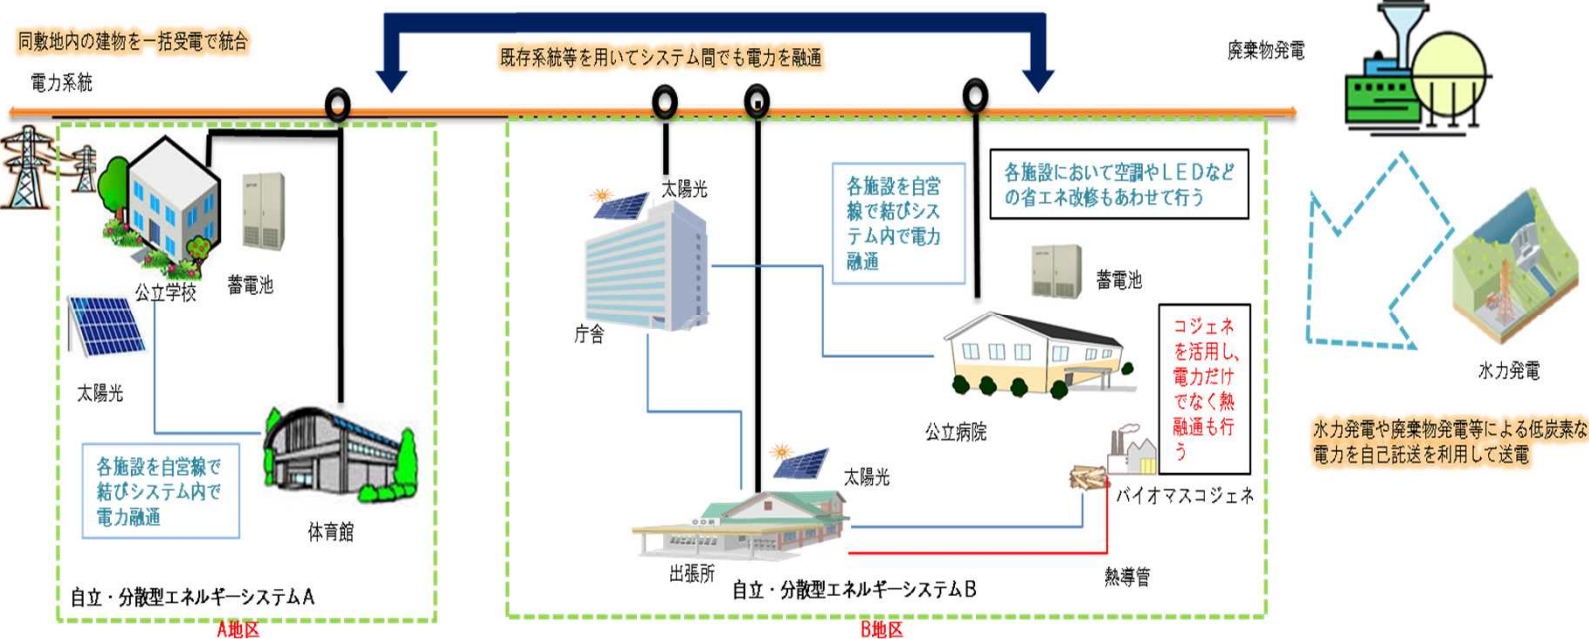 同敷地内の建物を一括受電で統合
電力系統
既存系統等を用いてシステム間でも電力を融通
廃棄物発電
公立学校
蓄電池
太陽光
各施設を自営線で
結びシステム内で
電力融通
体育館
自立・分散型エネルギーシステムA
A地区
太陽光
庁舎
各施設を自営
線で結びシス
テム内で電力
融通
各施設において空調やLEDなど
の省エネ改修もあわせて行う
蓄電池
公立病院
コジェネ
を活用し、
電力だけ
でなく熱
融通も行
う
バイオマスコジェネ
太陽光
出張所
熱導管
自立・分散型エネルギーシステムB
B地区
水力発電
水力発電や廃棄物発電等による低炭素な
電力を自己託送を利用して送電